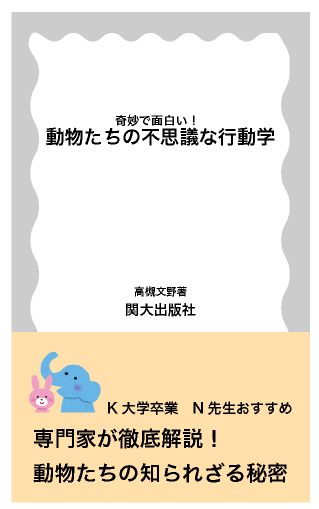 奇妙で面白い！
動物たちの不思議な行動学
高槻文野著
関大出版社
K大学卒業　N先生おすすめ
専門家が徹底解説！
動物たちの知られざる秘密